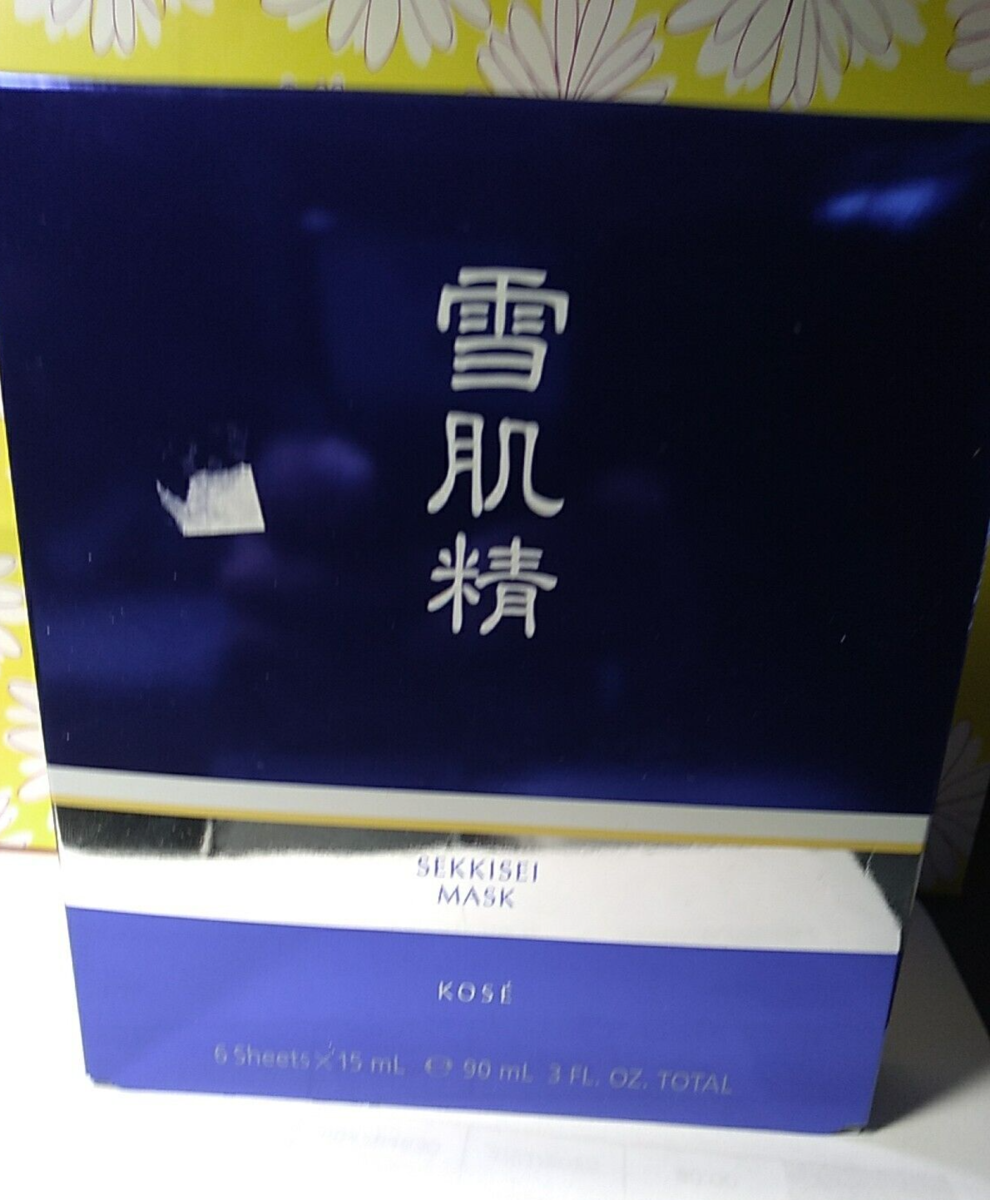 雪肌精
SEKKISEI
MASK
KOSÉ
6 Sheets×15 mL ℮ 90 mL 3 FL. OZ. TOTAL